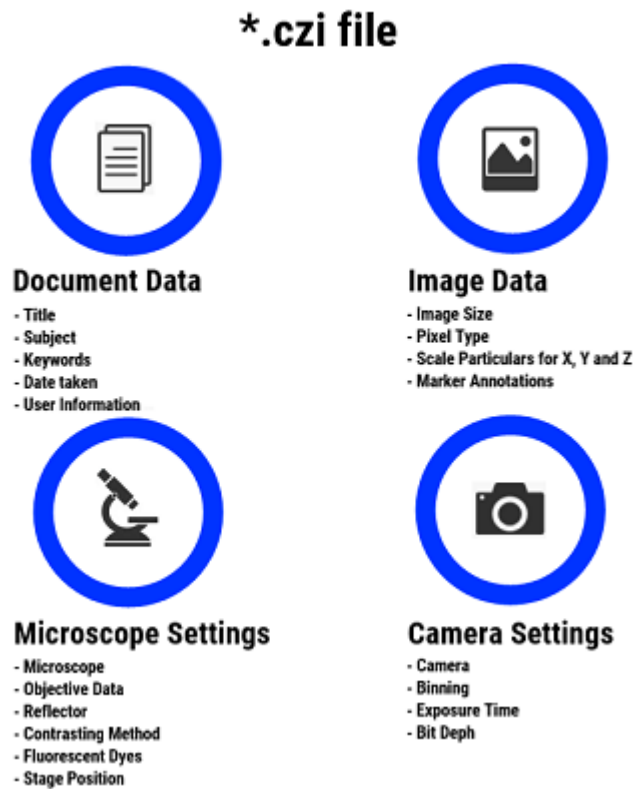 *.czi file
Document Data
- Title
- Subject
- Keywords
- Date taken
- User Information
Image Data
- Image Size
- Pixel Type
- Scale Particulars for X, Y and Z
- Marker Annotations
Microscope Settings
- Microscope
- Objective Data
- Reflector
- Contrasting Method
- Fluorescent Dyes
- Stage Position
Camera Settings
- Camera
- Binning
- Exposure Time
- Bit Deph